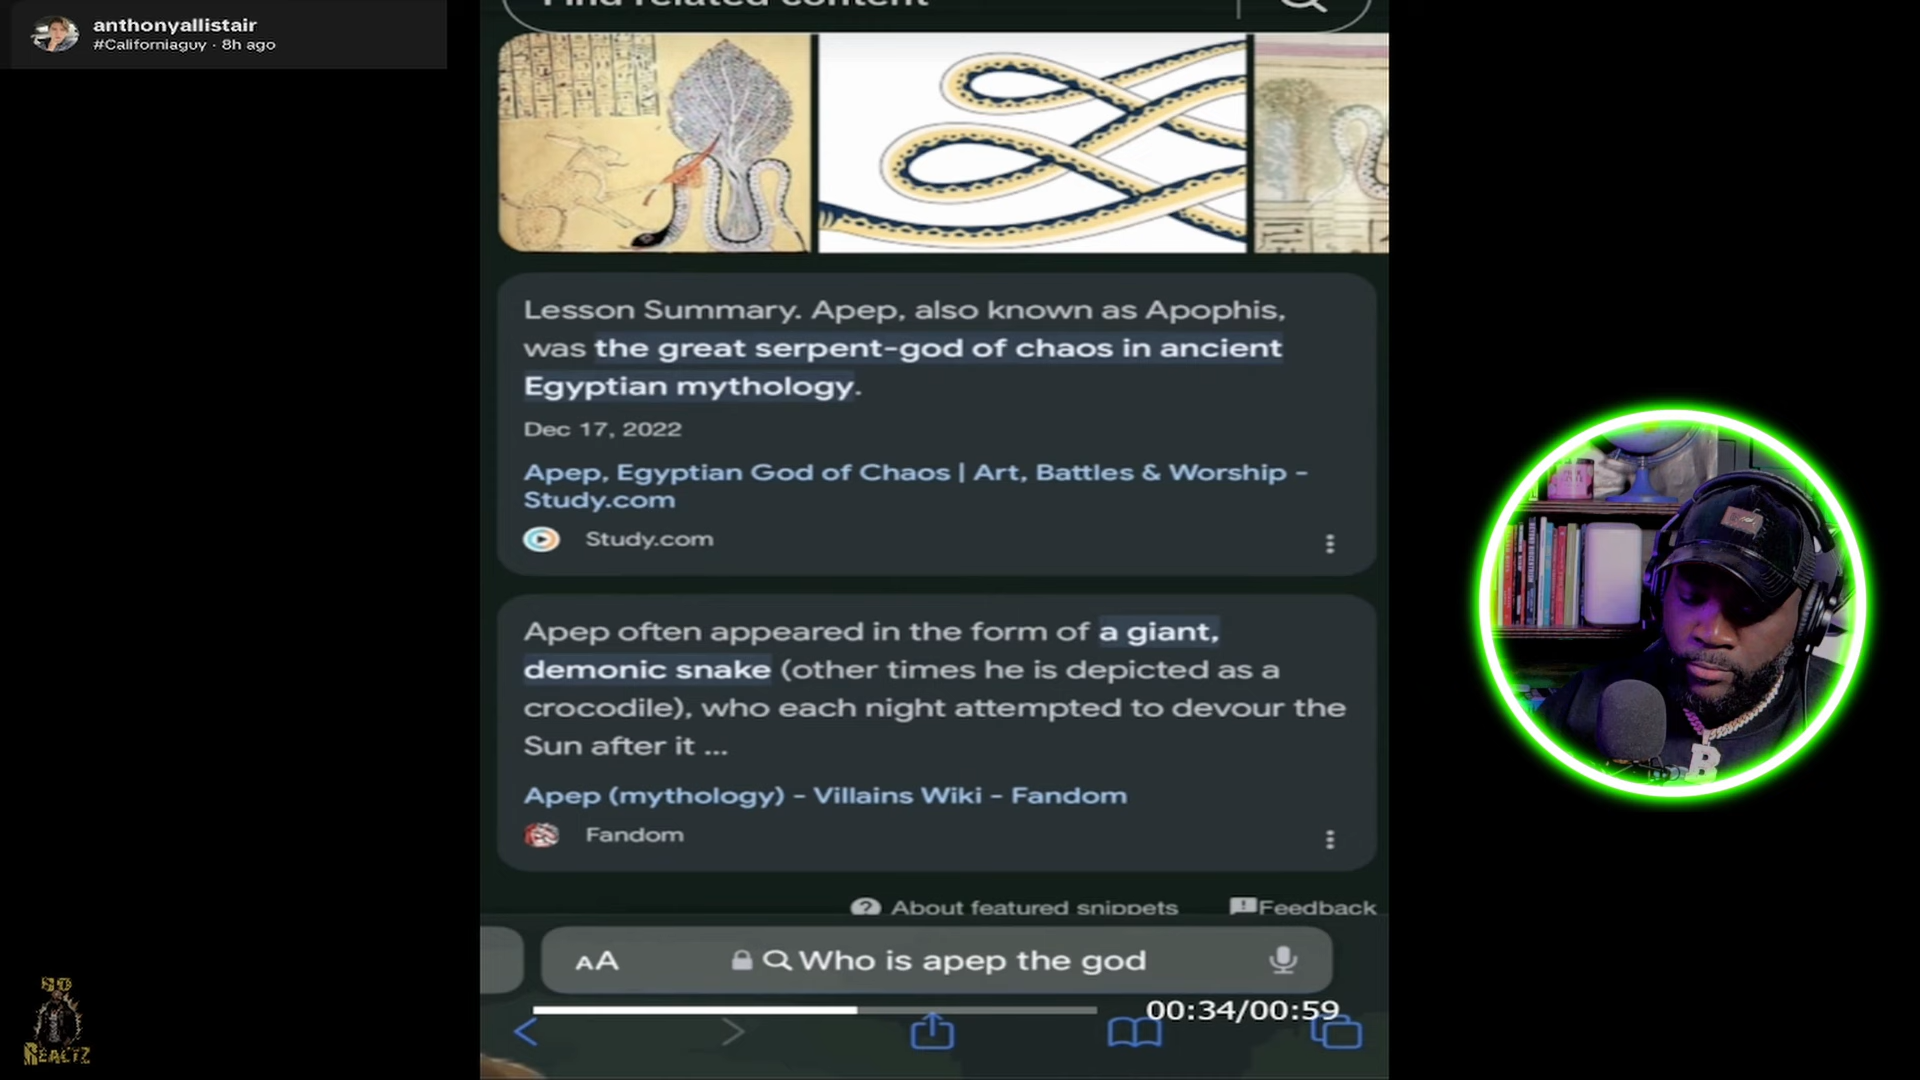 anthonyallistair
#Californiaguy · 8h ago
Find related content
Lesson Summary. Apep, also known as Apophis,
was the great serpent-god of chaos in ancient
Egyptian mythology.
Dec 17, 2022
Apep, Egyptian God of Chaos | Art, Battles & Worship -
Study.com
Study.com
Apep often appeared in the form of a giant,
demonic snake (other times he is depicted as a
crocodile), who each night attempted to devour the
Sun after it ...
Apep (mythology) - Villains Wiki - Fandom
Fandom
About featured snippets
Feedback
AA
Who is apep the god
00:34/00:59
B
REACTZ